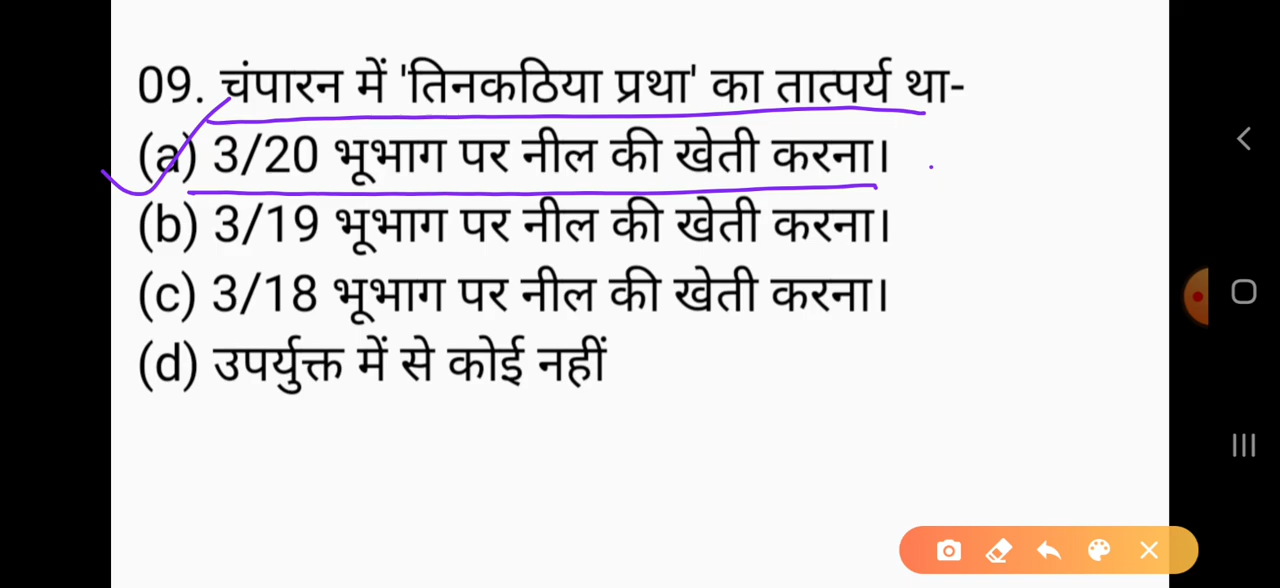 09. चंपारन में 'तिनकठिया प्रथा' का तात्पर्य था-
(a) 3/20 भूभाग पर नील की खेती करना।
(b) 3/19 भूभाग पर नील की खेती करना।
(c) 3/18 भूभाग पर नील की खेती करना।
(d) उपर्युक्त में से कोई नहीं